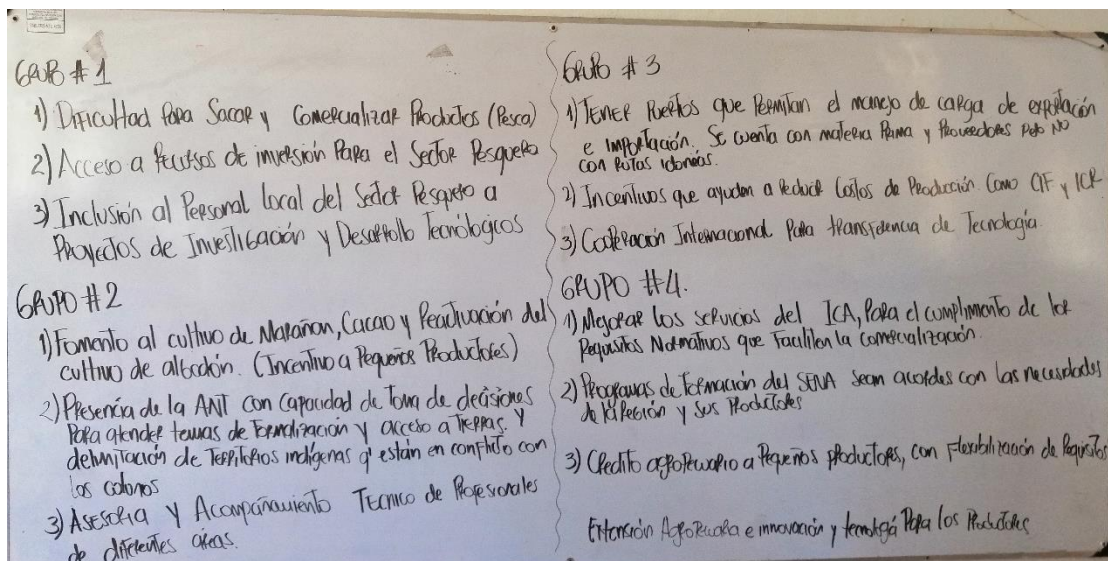 GRUPO # 1
1) Dificultad Para Sacar y Comercializar Productos (Pesca)
2) Acceso a Recursos de inversión Para el Sector Pesquero
3) Inclusión al Personal local del Sector Pesquero a
Proyectos de Investigación y Desarrollo Tecnológicos
GRUPO #2
1) Fomento al cultivo de Marañon, Cacao y Reactivación del
cultivo de algodón. (Incentivo a Pequeños Productores)
2) Presencia de la ANT con Capacidad de Toma de decisiones
Para atender temas de Formalización y acceso a Tierras. Y
delimitación de Territorios indígenas q' están en conflicto con
los colonos
3) Asesoria y Acompañamiento Técnico de Profesionales
de diferentes areas.
GRUPO # 3
1) Tener Puertos que Permitan el manejo de carga de exportación
e Importación. Se cuenta con materia Prima y Proveedores pero NO
con Rutas idoneas.
2) Incentivos que ayuden a Reducir Costos de Producción Como CIF y ICR
3) Cooperación Internacional Para transferencia de Tecnología.
GRUPO #4.
1) Mejorar los servicios del ICA, Para el cumplimiento de los
Requisitos Normativos que Faciliten la comercialización.
2) Programas de Formación del SENA sean acordes con las necesidades
de la Región y sus Productores
3) Credito agropecuario a Pequeños productores, con Flexibilización de Requisitos
Extensión Agropecuaria e innovación y tecnologiá Para los Productores